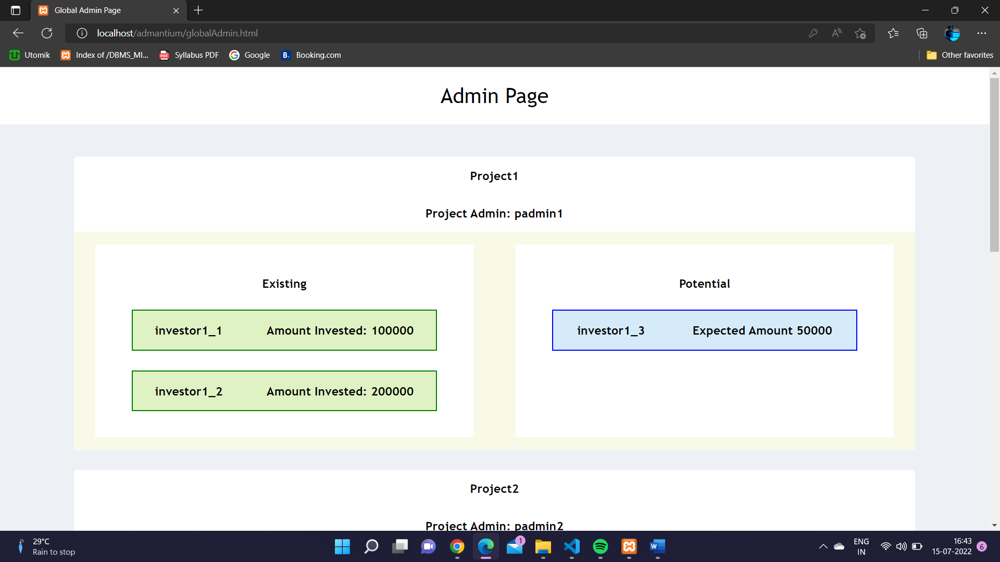 Global Admin Page
localhost/admantium/globalAdmin.html
Utomik
Index of /DBMS_MI...
PDF
Syllabus PDF
Google
B.
Booking.com
Other favorites
Admin Page
Project1
Project Admin: padmin1
Existing
Potential
investor1_1 Amount Invested: 100000
investor1_3 Expected Amount 50000
investor1_2 Amount Invested: 200000
Project2
Project Admin: padmin2
29°C
Rain to stop
1
W
ENG
IN
16:43
15-07-2022
6